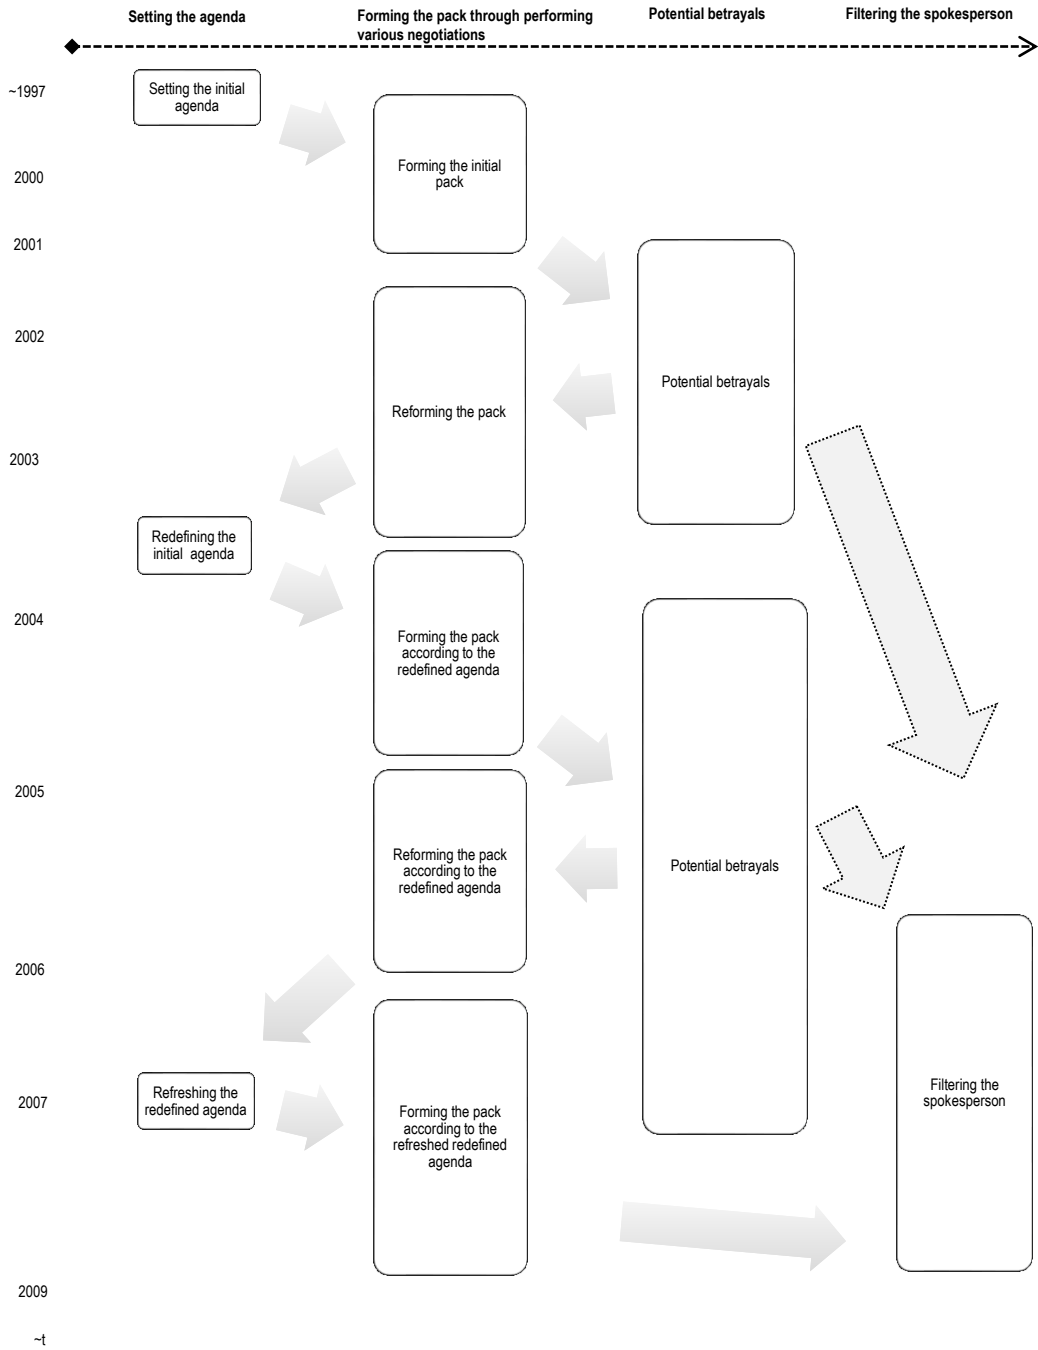 Setting the agenda
Forming the pack through performing
various negotiations
Potential betrayals
Filtering the spokesperson
~1997
Setting the initial
agenda
Forming the initial
pack
2000
2001
2002
Potential betrayals
Reforming the pack
2003
Redefining the
initial agenda
2004
Forming the pack
according to the
redefined agenda
2005
Reforming the pack
according to the
redefined agenda
Potential betrayals
2006
Refreshing the
redefined agenda
2007
Forming the pack
according to the
refreshed redefined
agenda
Filtering the
spokesperson
2009
~t